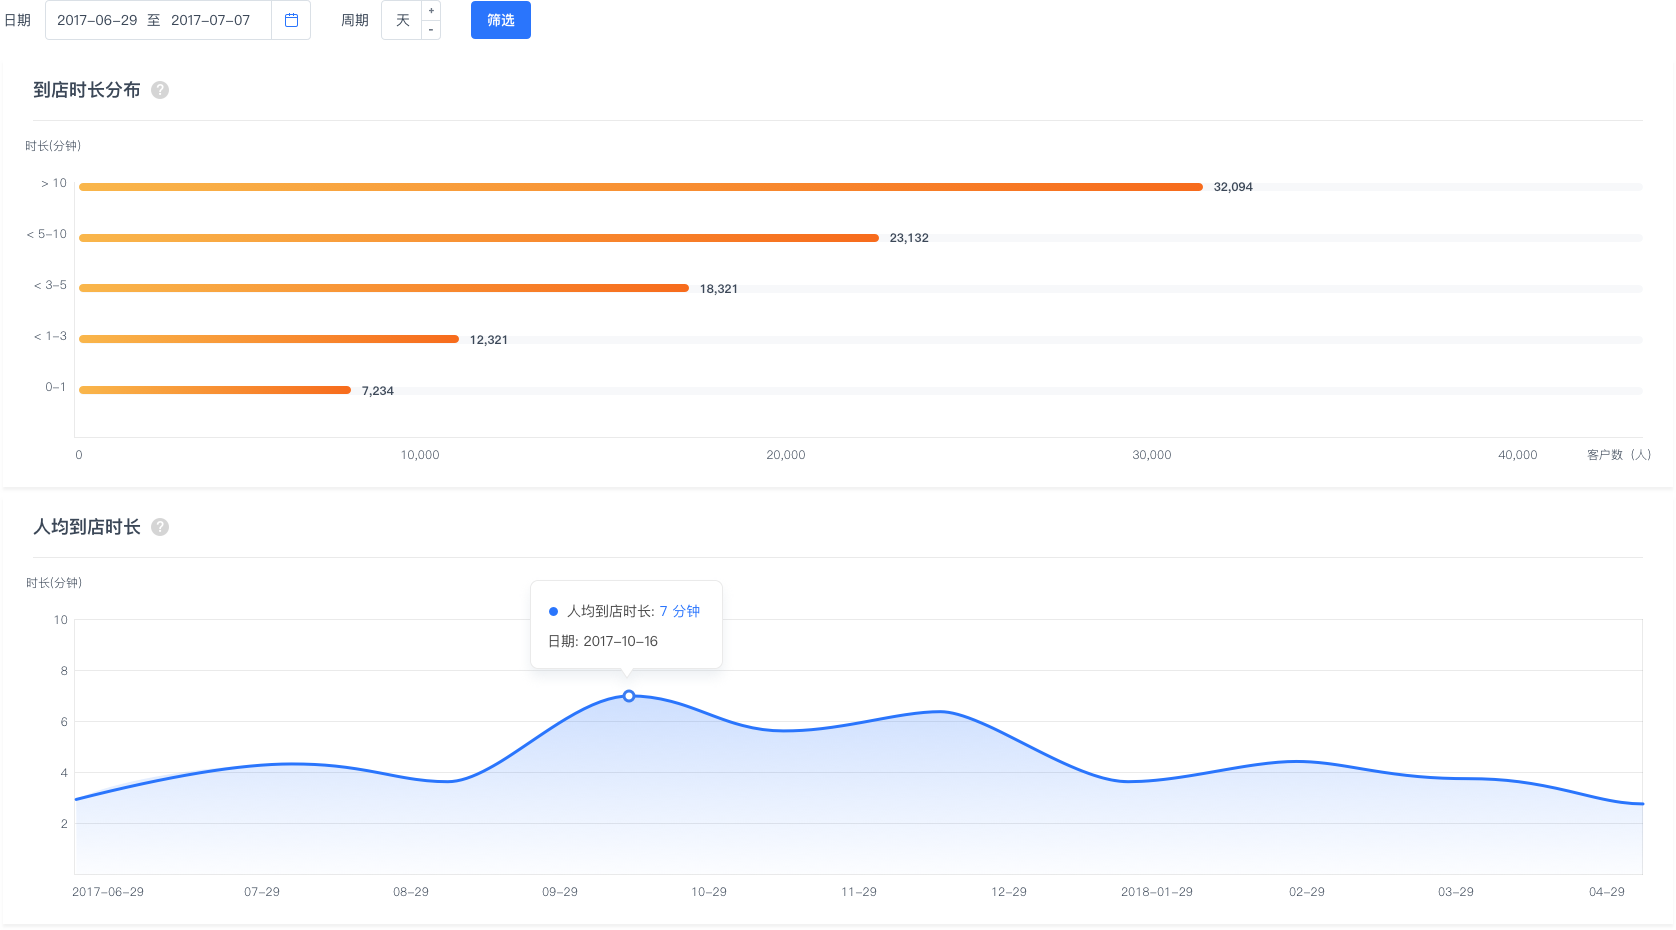 日期 2017-06-29 至 2017-07-07 周期 天 + - 筛选
到店时长分布 ?
时长(分钟)
> 10 32,094
< 5-10 23,132
< 3-5 18,321
< 1-3 12,321
0-1 7,234
0 10,000 20,000 30,000 40,000 客户数（人）
人均到店时长 ?
时长(分钟)
人均到店时长: 7 分钟
日期: 2017-10-16
10
8
6
4
2
2017-06-29 07-29 08-29 09-29 10-29 11-29 12-29 2018-01-29 02-29 03-29 04-29